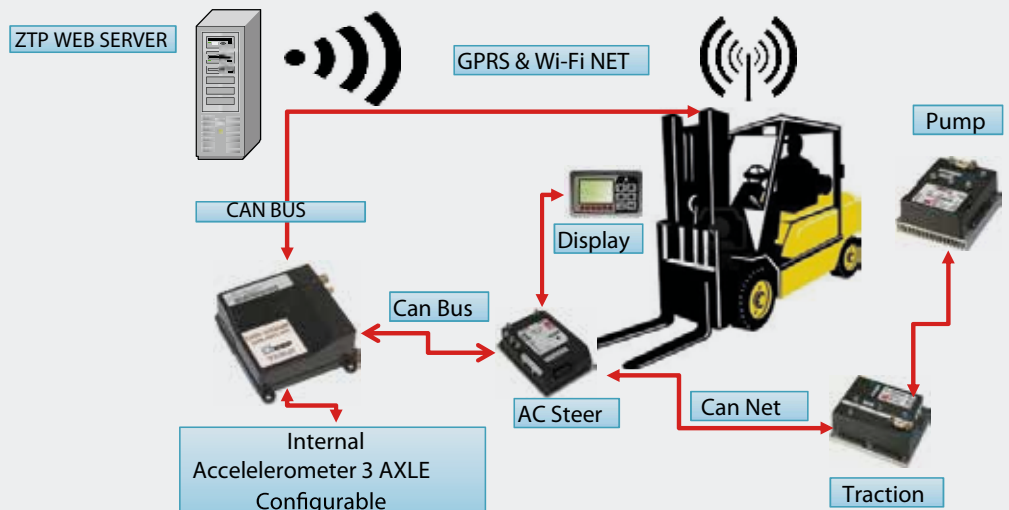 ZTP WEB SERVER
GPRS & Wi-Fi NET
Pump
CAN BUS
Display
Can Bus
AC Steer
Can Net
Internal
Accelelerometer 3 AXLE
Configurable
Traction